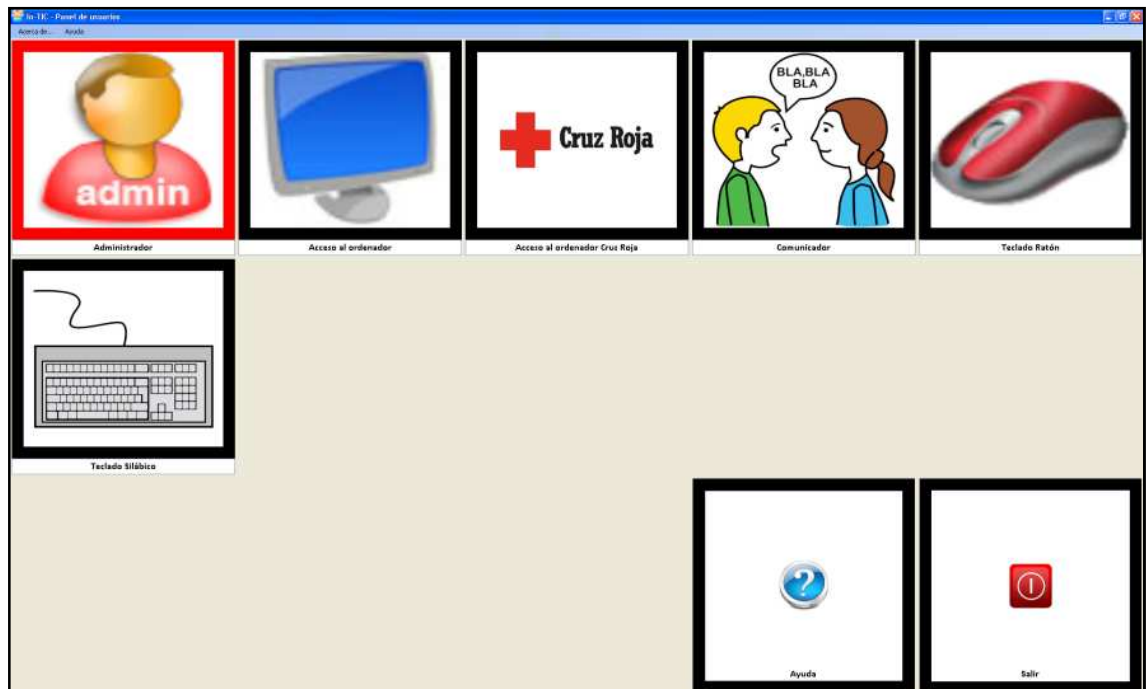 In-TIC - Panel de usuarios
Acerca de... Ayuda
admin
Cruz Roja
BLA,BLA
BLA
Administrador
Acceso al ordenador
Acceso al ordenador Cruz Roja
Comunicador
Teclado Ratón
Teclado Silábico
?
Ayuda
Salir